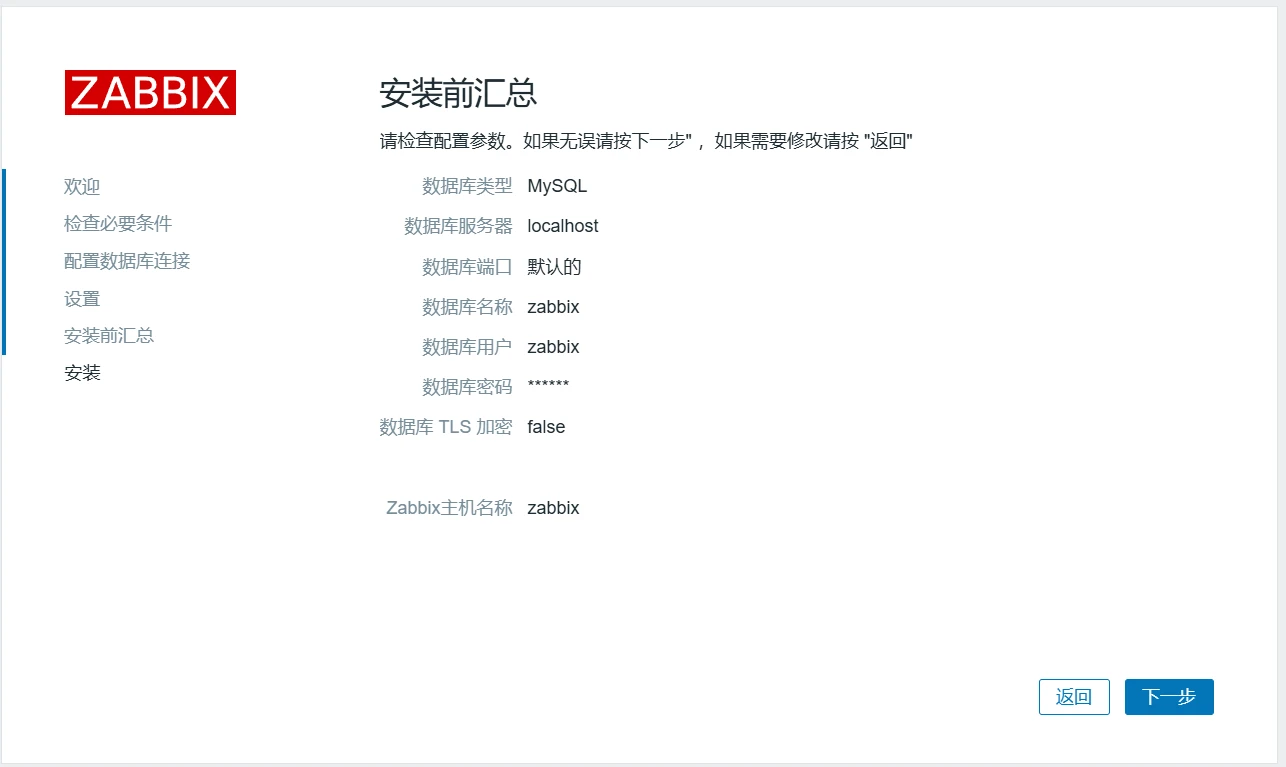 ZABBIX
欢迎
检查必要条件
配置数据库连接
设置
安装前汇总
安装
安装前汇总
请检查配置参数。如果无误请按下一步" ，如果需要修改请按 "返回"
数据库类型 MySQL
数据库服务器 localhost
数据库端口 默认的
数据库名称 zabbix
数据库用户 zabbix
数据库密码 ******
数据库 TLS 加密 false
Zabbix主机名称 zabbix
返回 下一步